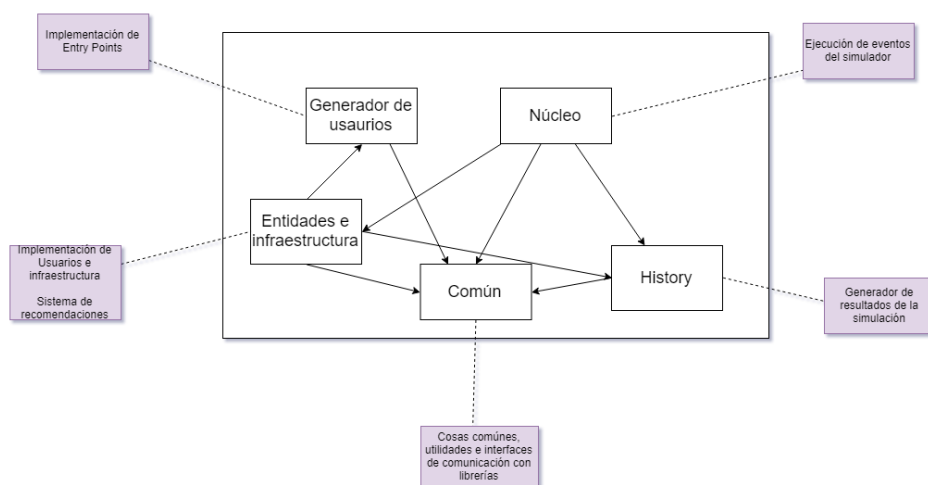 Implementación de
Entry Points
Ejecución de eventos
del simulador
Generador de
usaurios
Núcleo
Entidades e
infraestructura
Implementación de
Usuarios e
infraestructura
Sistema de
recomendaciones
Común
History
Generador de
resultados de la
simulación
Cosas comúnes,
utilidades e interfaces
de comunicación con
librerías